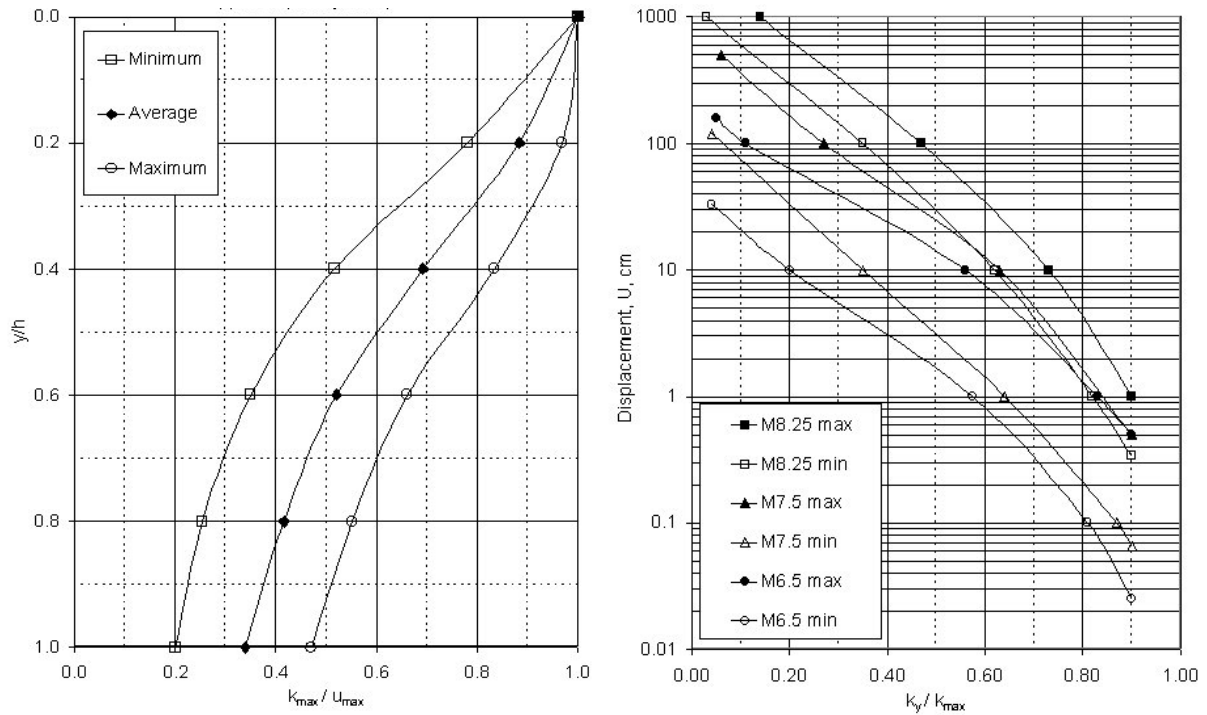 Minimum
Average
Maximum
0.0
0.2
0.4
0.6
0.8
1.0
y/h
0.0
0.2
0.4
0.6
0.8
1.0
kmax / umax
1000
100
10
1
0.1
0.01
Displacement, U, cm
M8.25 max
M8.25 min
M7.5 max
M7.5 min
M6.5 max
M6.5 min
0.00
0.20
0.40
0.60
0.80
1.00
ky / kmax